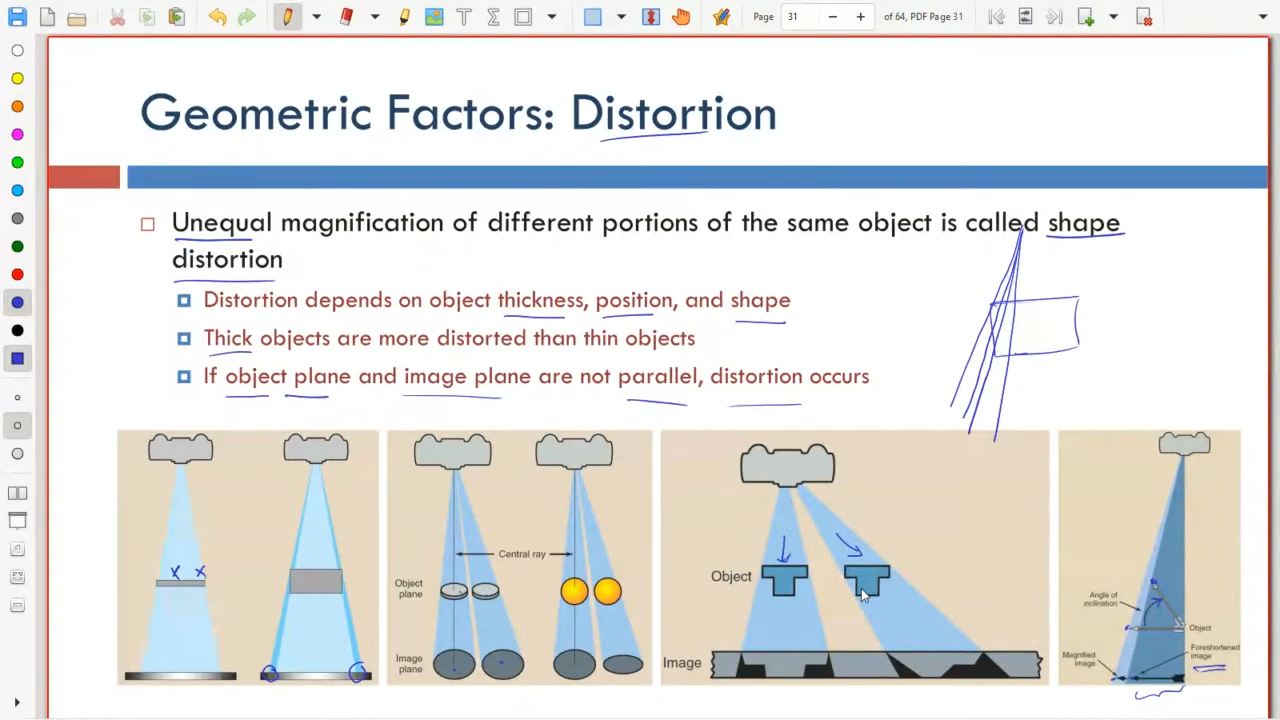 Page 31 of 64, PDF Page 31
Geometric Factors: Distortion
Unequal magnification of different portions of the same object is called shape
distortion
Distortion depends on object thickness, position, and shape
Thick objects are more distorted than thin objects
If object plane and image plane are not parallel, distortion occurs
Central ray
Object
plane
Image
plane
Object
Image
Angle of
inclination
Object
Magnified
image
Foreshortened
image